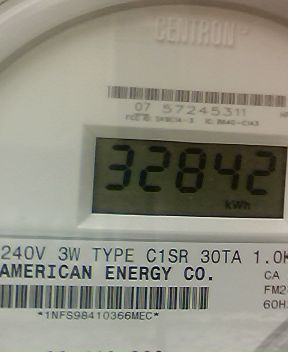 CENTRON
07 57245311
32842
kWh
240V 3W TYPE C1SR 30TA 1.0K
AMERICAN ENERGY CO.
CA
FM2
60H
*1NFS98410366MEC*